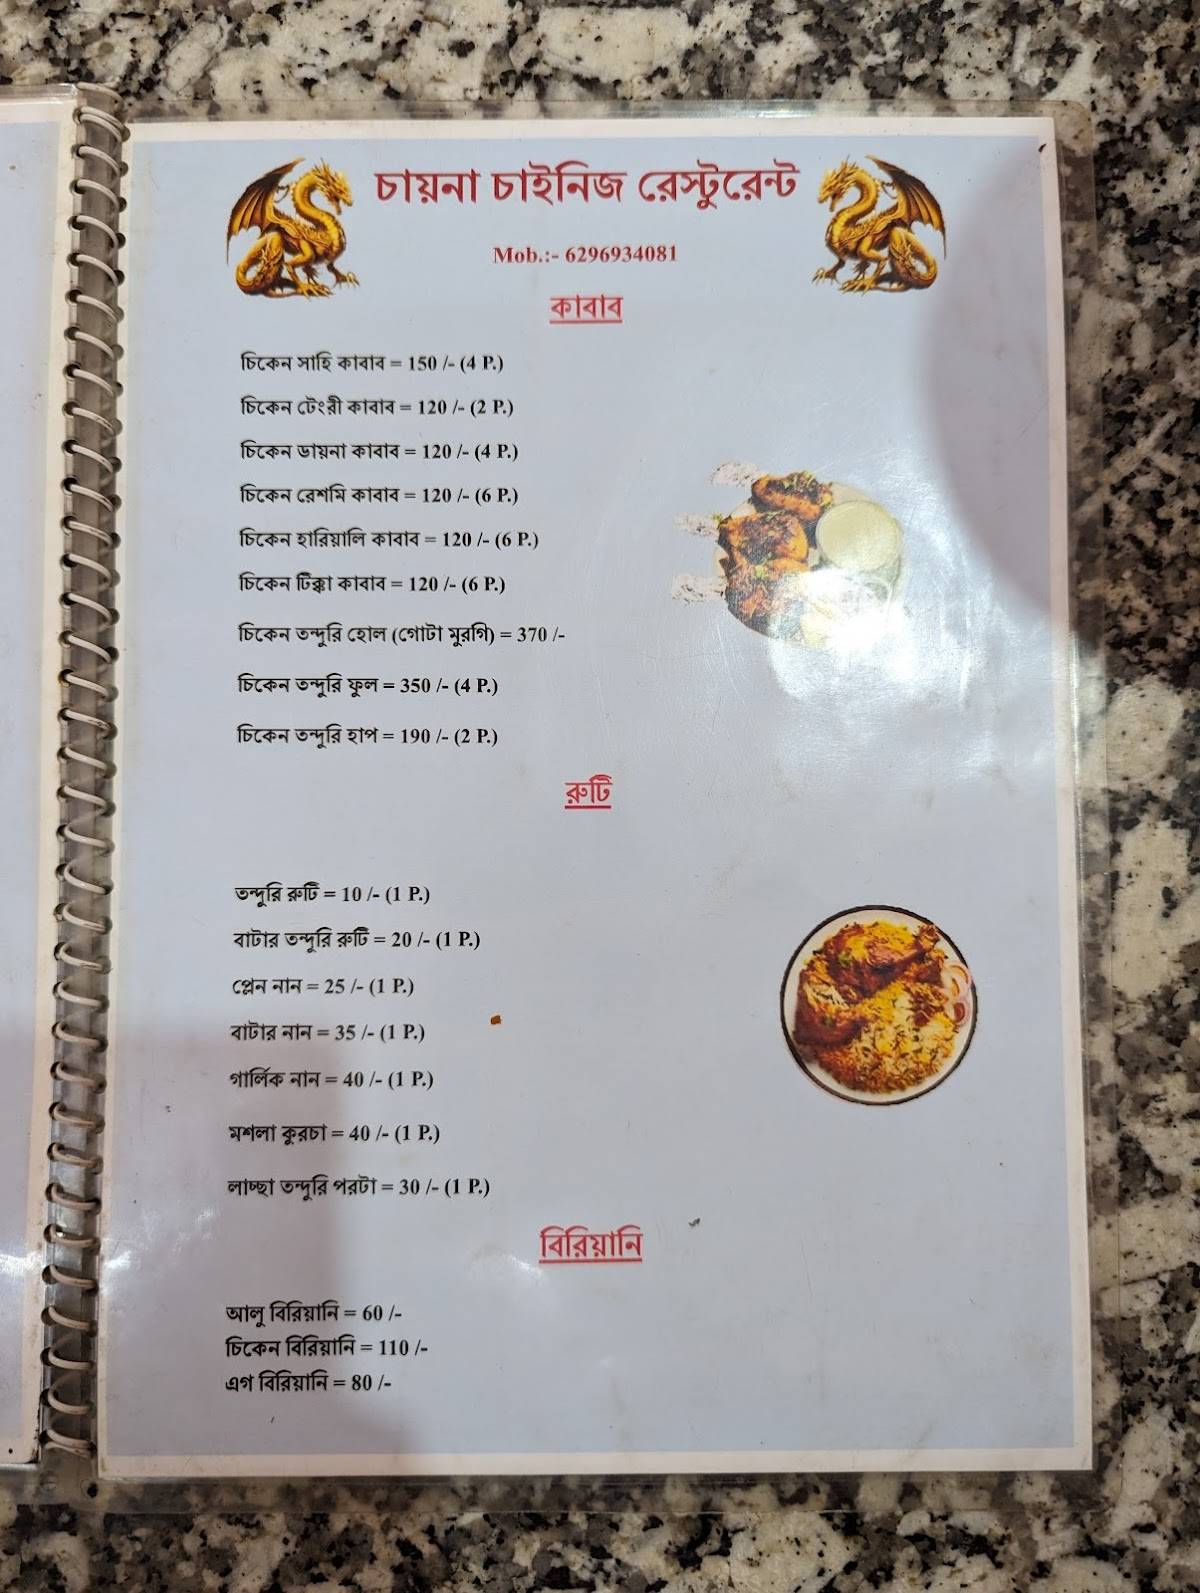 চায়না চাইনিজ রেস্টুরেন্ট
Mob.:- 6296934081
কাবাব
চিকেন সাহি কাবাব = 150 /- (4 P.)
চিকেন টেংরী কাবাব = 120 /- (2 P.)
চিকেন ডায়না কাবাব = 120 /- (4 P.)
চিকেন রেশমি কাবাব = 120 /- (6 P.)
চিকেন হারিয়ালি কাবাব = 120 /- (6 P.)
চিকেন টিক্কা কাবাব = 120 /- (6 P.)
চিকেন তন্দুরি হোল (গোটা মুরগি) = 370 /-
চিকেন তন্দুরি ফুল = 350 /- (4 P.)
চিকেন তন্দুরি হাপ = 190 /- (2 P.)
রুটি
তন্দুরি রুটি = 10 /- (1 P.)
বাটার তন্দুরি রুটি = 20 /- (1 P.)
প্লেন নান = 25 /- (1 P.)
বাটার নান = 35 /- (1 P.)
গার্লিক নান = 40 /- (1 P.)
মশলা কুরচা = 40 /- (1 P.)
লাচ্ছা তন্দুরি পরটা = 30 /- (1 P.)
বিরিয়ানি
আলু বিরিয়ানি = 60 /-
চিকেন বিরিয়ানি = 110 /-
এগ বিরিয়ানি = 80 /-